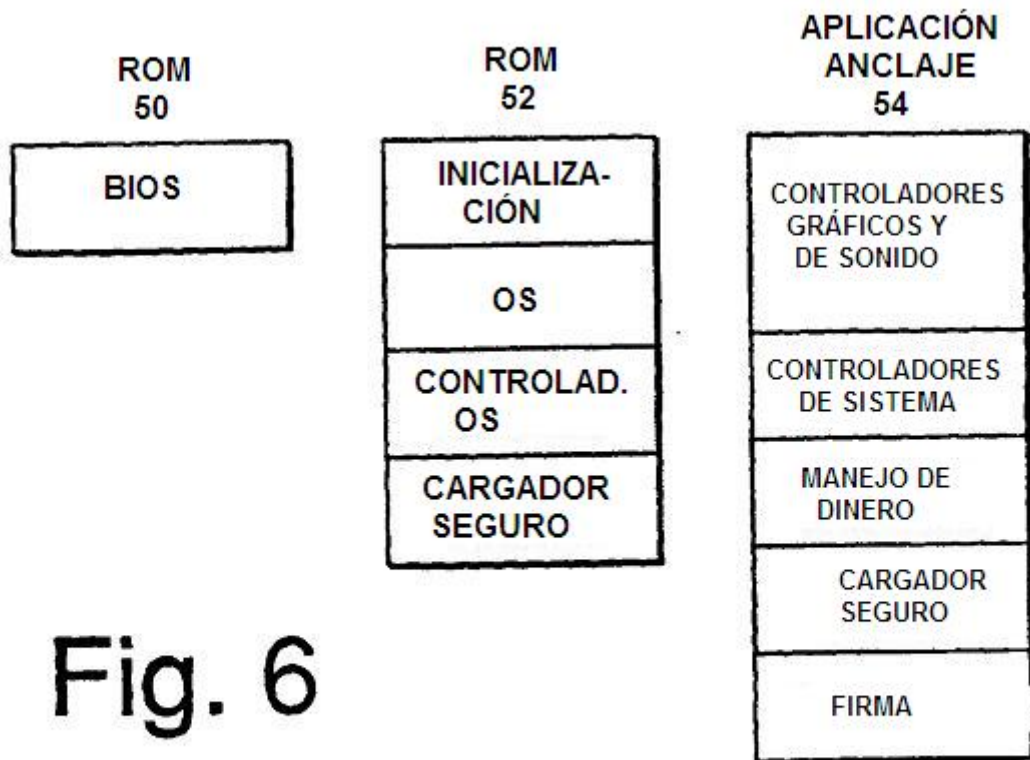 ROM
50
BIOS
ROM
52
INICIALIZA-
CIÓN
OS
CONTROLAD.
OS
CARGADOR
SEGURO
APLICACIÓN
ANCLAJE
54
CONTROLADORES
GRÁFICOS Y
DE SONIDO
CONTROLADORES
DE SISTEMA
MANEJO DE
DINERO
CARGADOR
SEGURO
FIRMA
Fig. 6